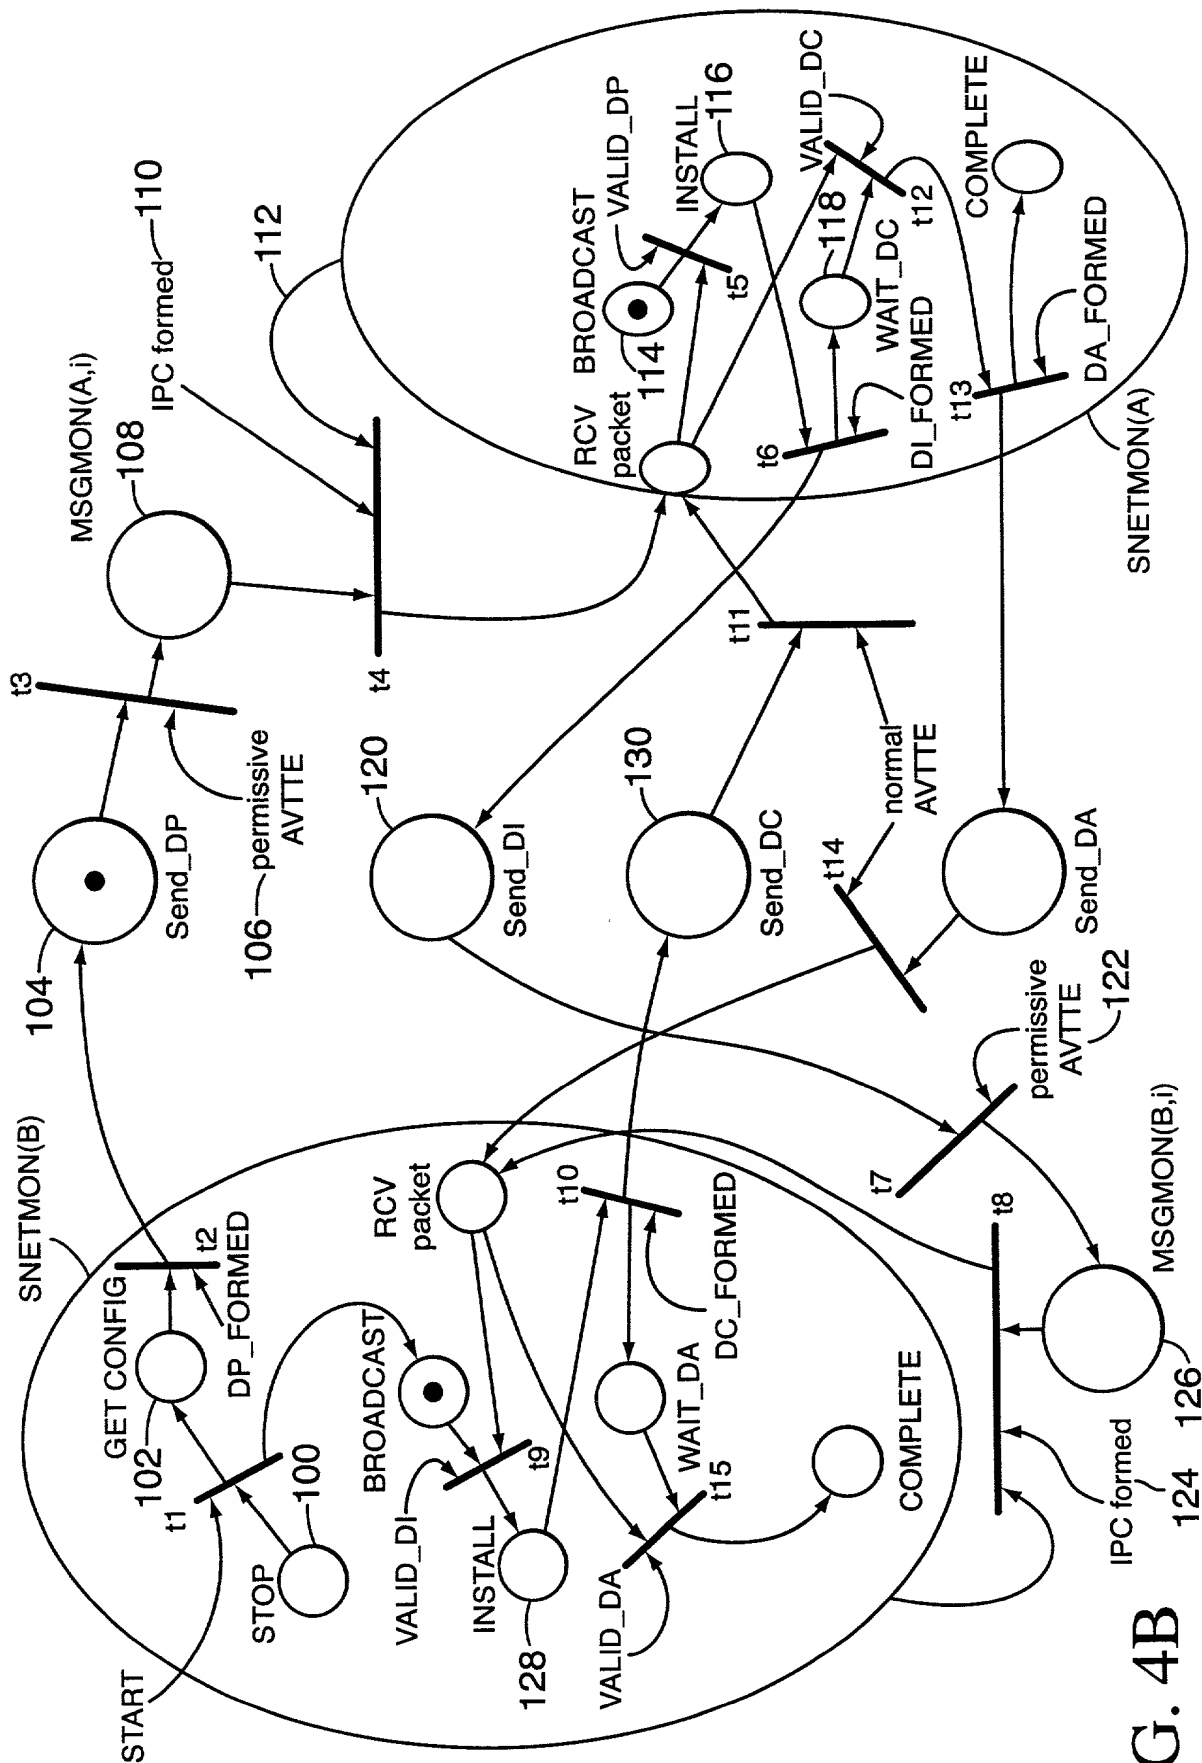 START
SNETMON(B)
STOP
100
t1
102
GET CONFIG
t2
DP_FORMED
104
Send_DP
106
permissive
AVTTE
t3
MSGMON(A,i)
108
IPC formed
110
t4
112
BROADCAST
VALID_DI
t9
INSTALL
128
VALID_DA
t15
WAIT_DA
COMPLETE
RCV
packet
t10
DC_FORMED
120
Send_DI
130
Send_DC
t14
normal
AVTTE
Send_DA
t11
RCV
packet
BROADCAST
114
VALID_DP
t5
INSTALL
116
t6
DI_FORMED
WAIT_DC
118
VALID_DC
t12
t13
DA_FORMED
COMPLETE
SNETMON(A)
permissive
AVTTE
122
t7
t8
MSGMON(B,i)
126
IPC formed
124
G. 4B